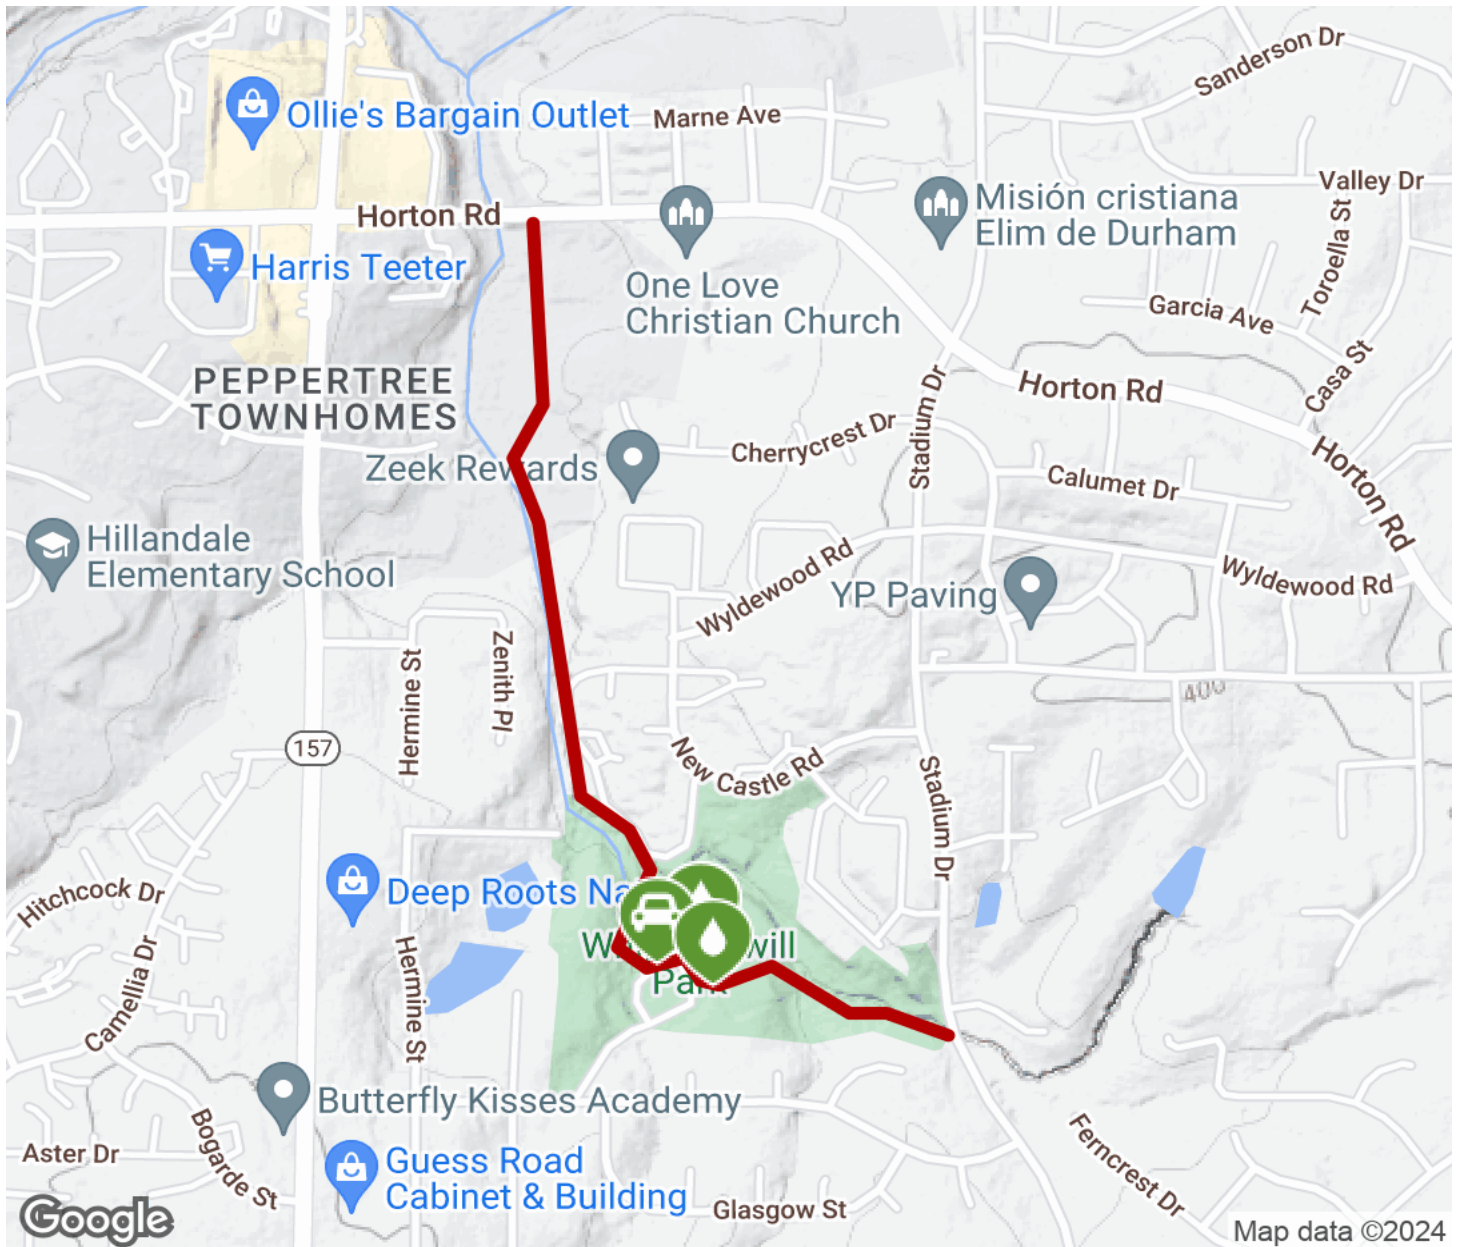 Sanderson Dr
Ollie's Bargain Outlet
Marne Ave
Valley Dr
Horton Rd
Misión cristiana
Elim de Durham
Toroella St
Harris Teeter
One Love
Christian Church
Garcia Ave
PEPPERTREE
TOWNHOMES
Stadium Dr
Horton Rd
Casa St
Cherrycrest Dr
Zeek Rewards
Calumet Dr
Horton Rd
Hillandale
Elementary School
Wyldewood Rd
YP Paving
Wyldewood Rd
Zenith Pl
Hermine St
400
157
New Castle Rd
Stadium Dr
Deep Roots Na
Hitchcock Dr
W will
Park
Camellia Dr
Hermine St
Butterfly Kisses Academy
Bogarde St
Aster Dr
Guess Road
Cabinet & Building
Ferncrest Dr
Glasgow St
Google
Map data ©2024